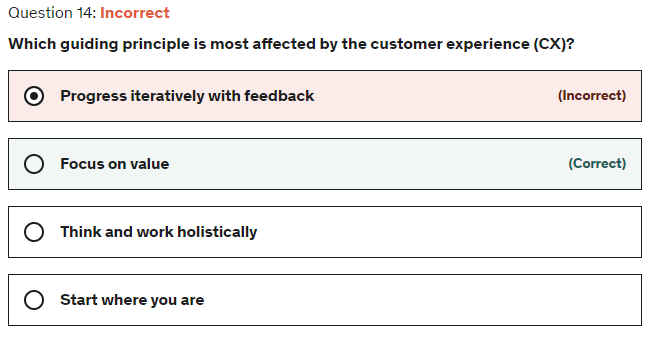 Question 14: Incorrect
Which guiding principle is most affected by the customer experience (CX)?
Progress iteratively with feedback (Incorrect)
Focus on value (Correct)
Think and work holistically
Start where you are